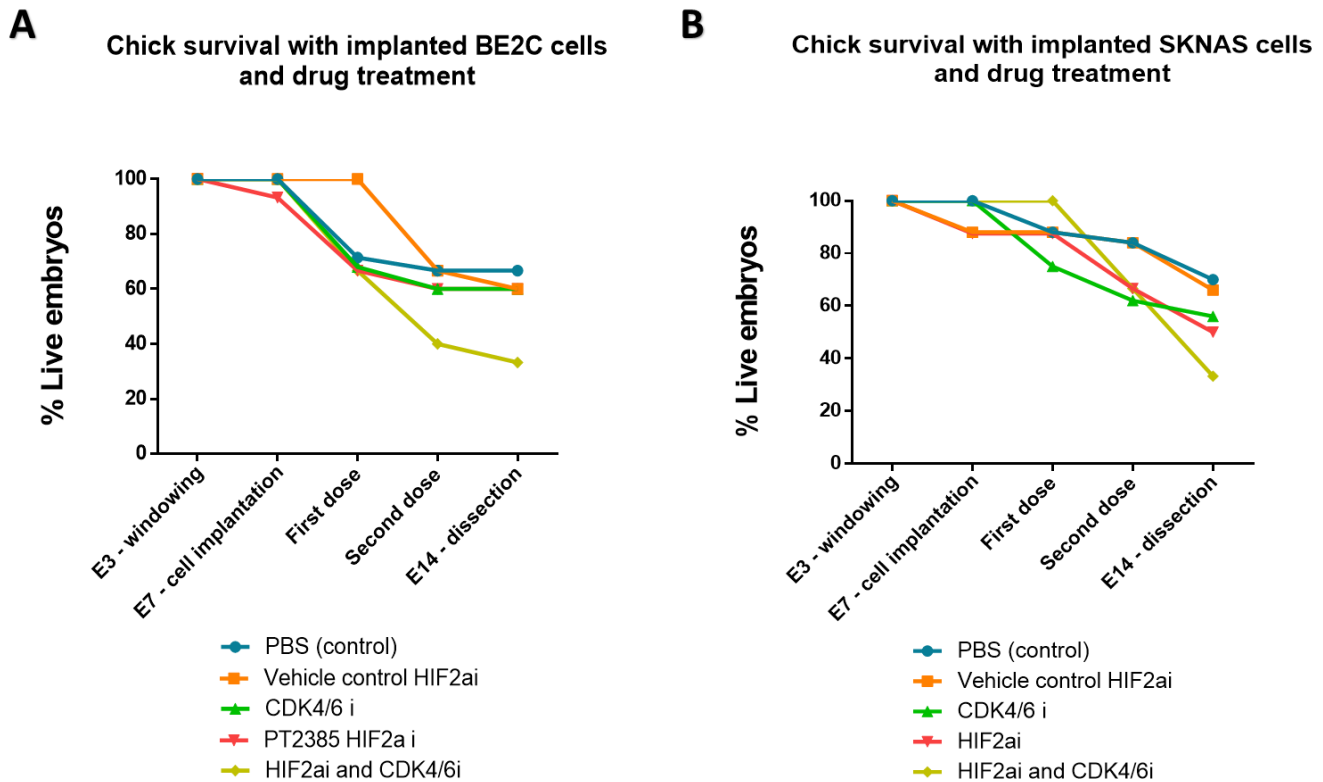 A
Chick survival with implanted BE2C cells
and drug treatment
% Live embryos
100
80
60
40
20
0
E3 - windowing
E7 - cell implantation
First dose
Second dose
E14 - dissection
PBS (control)
Vehicle control HIF2ai
CDK4/6 i
PT2385 HIF2a i
HIF2ai and CDK4/6i
B
Chick survival with implanted SKNAS cells
and drug treatment
% Live embryos
100
80
60
40
20
0
E3 - windowing
E7 - cell implantation
First dose
Second dose
E14 - dissection
PBS (control)
Vehicle control HIF2ai
CDK4/6 i
HIF2ai
HIF2ai and CDK4/6i